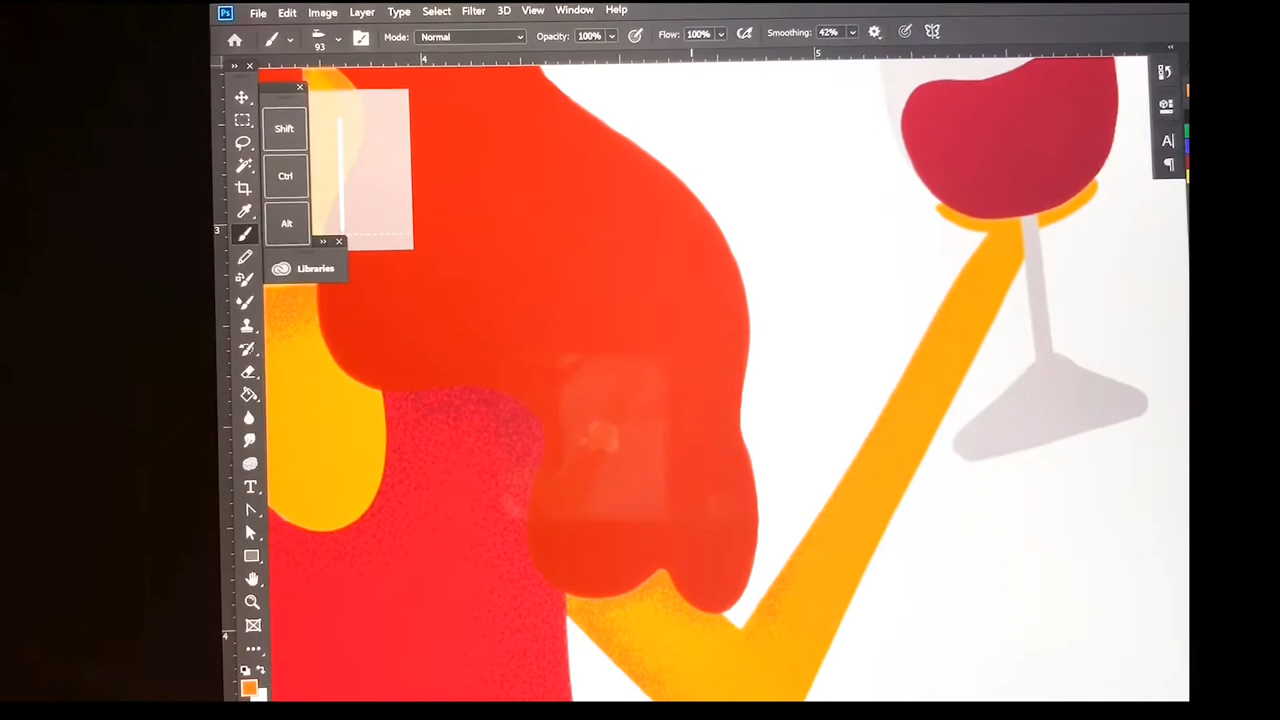 Ps File Edit Image Layer Type Select Filter 3D View Window Help
93 Mode: Normal Opacity: 100% Flow: 100% Smoothing: 42%
4 5
Shift
Ctrl
Alt
3
Libraries
4